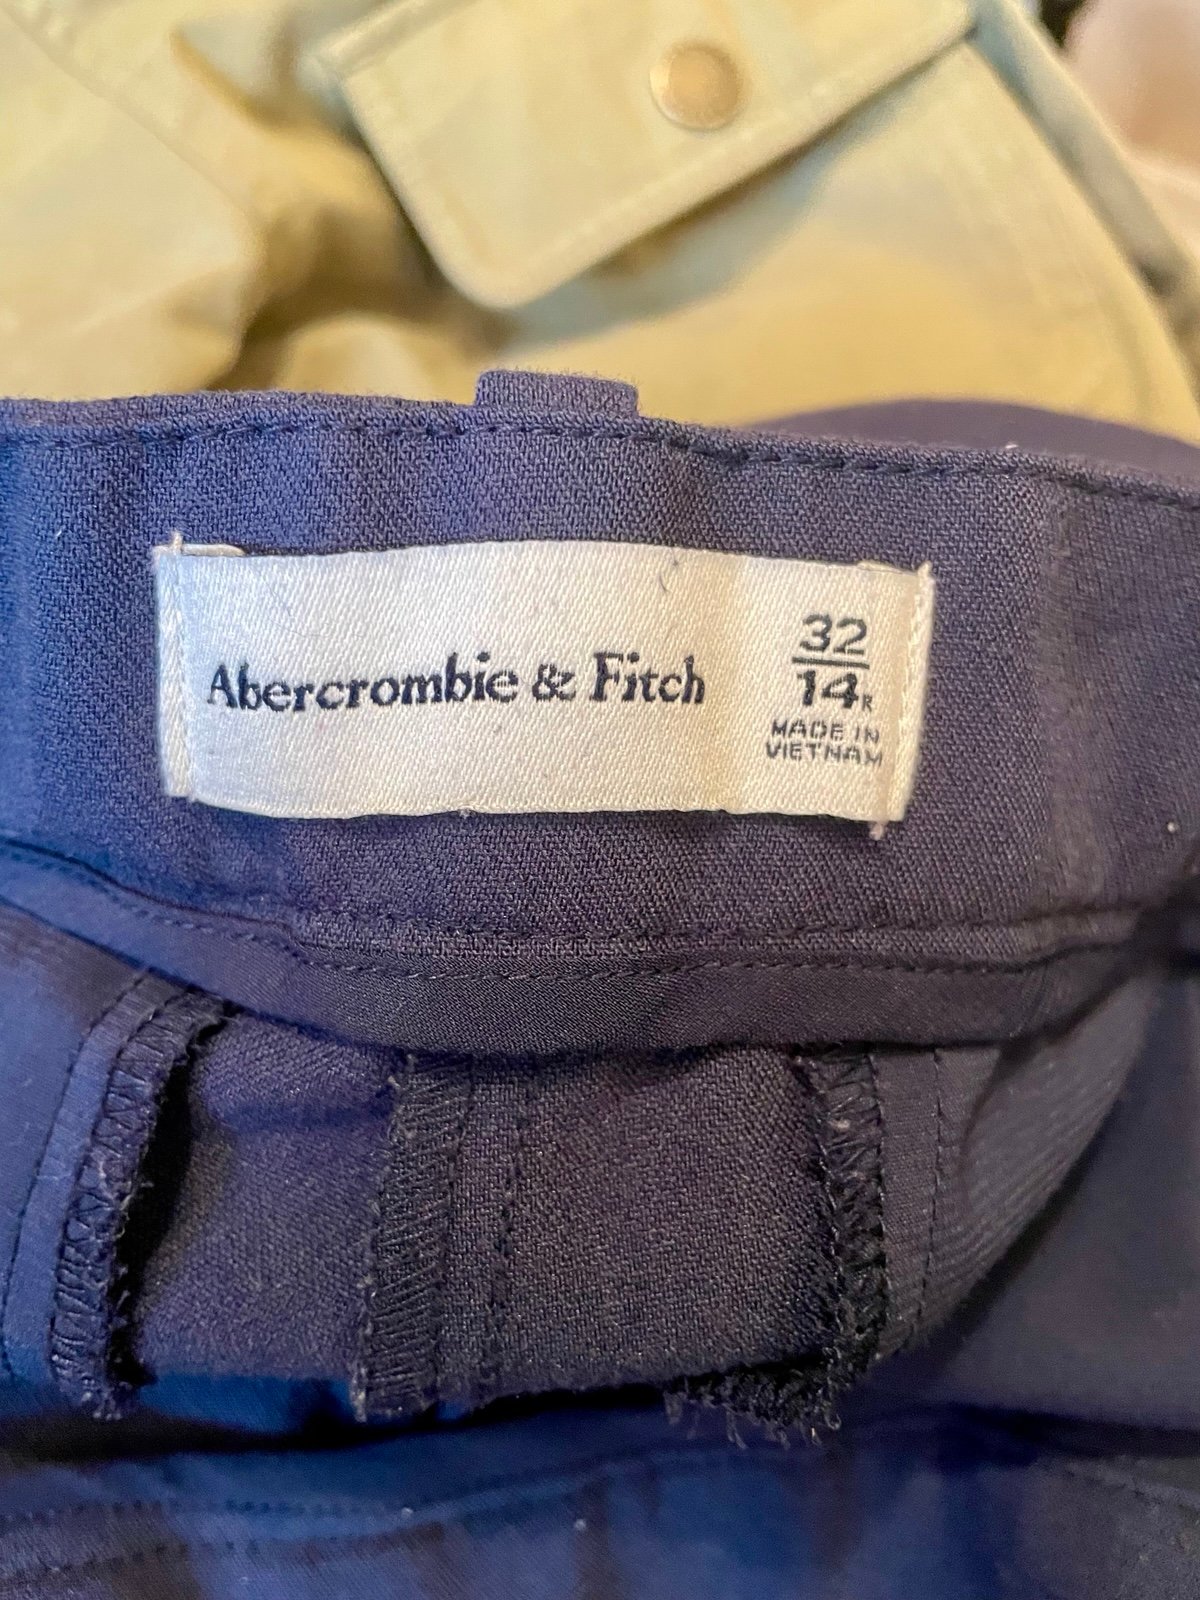 Abercrombie & Fitch
32
14R
MADE IN
VIETNAM